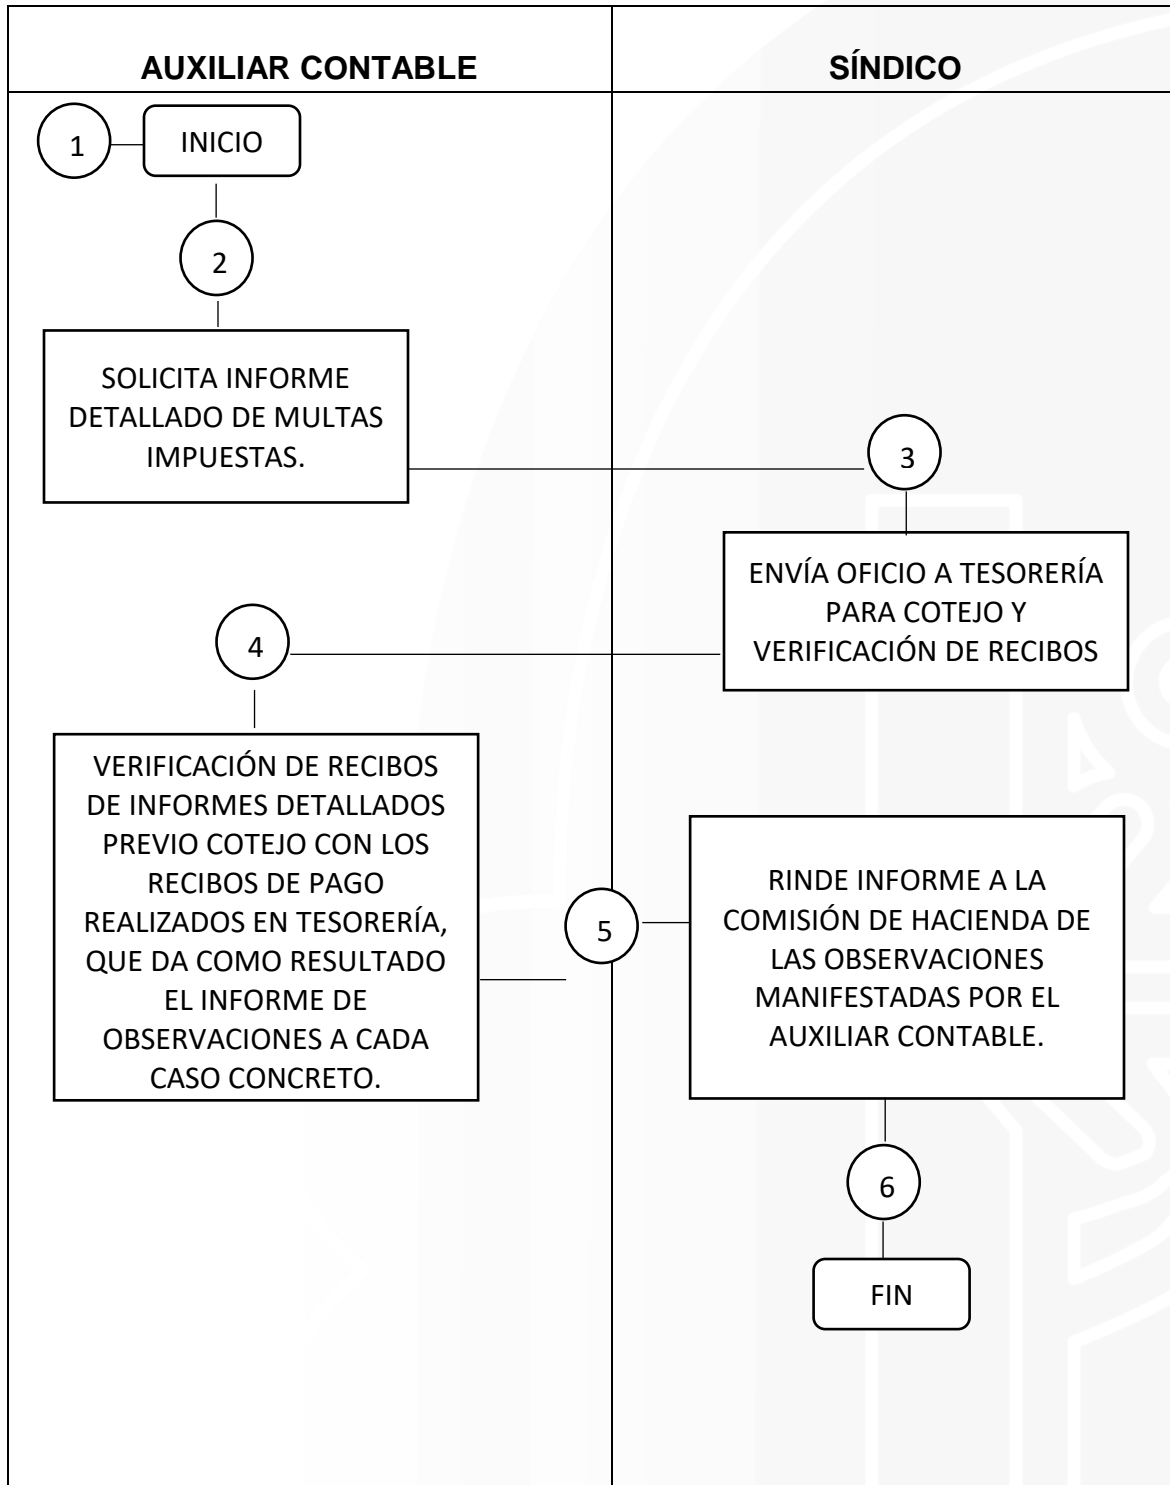 AUXILIAR CONTABLE
SÍNDICO
1
INICIO
2
SOLICITA INFORME
DETALLADO DE MULTAS
IMPUESTAS.
3
ENVÍA OFICIO A TESORERÍA
PARA COTEJO Y
VERIFICACIÓN DE RECIBOS
4
VERIFICACIÓN DE RECIBOS
DE INFORMES DETALLADOS
PREVIO COTEJO CON LOS
RECIBOS DE PAGO
REALIZADOS EN TESORERÍA,
QUE DA COMO RESULTADO
EL INFORME DE
OBSERVACIONES A CADA
CASO CONCRETO.
5
RINDE INFORME A LA
COMISIÓN DE HACIENDA DE
LAS OBSERVACIONES
MANIFESTADAS POR EL
AUXILIAR CONTABLE.
6
FIN